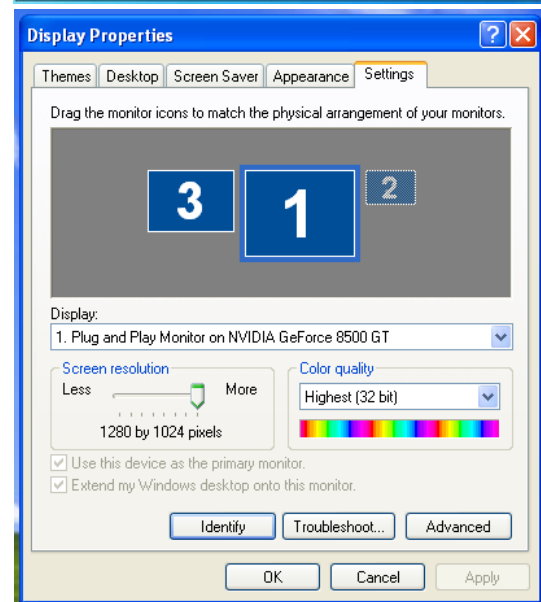 Display Properties
Themes Desktop Screen Saver Appearance Settings
Drag the monitor icons to match the physical arrangement of your monitors.
3 1 2
Display:
1. Plug and Play Monitor on NVIDIA GeForce 8500 GT
Screen resolution
Less More
1280 by 1024 pixels
Color quality
Highest (32 bit)
Use this device as the primary monitor.
Extend my Windows desktop onto this monitor.
Identify Troubleshoot... Advanced
OK Cancel Apply